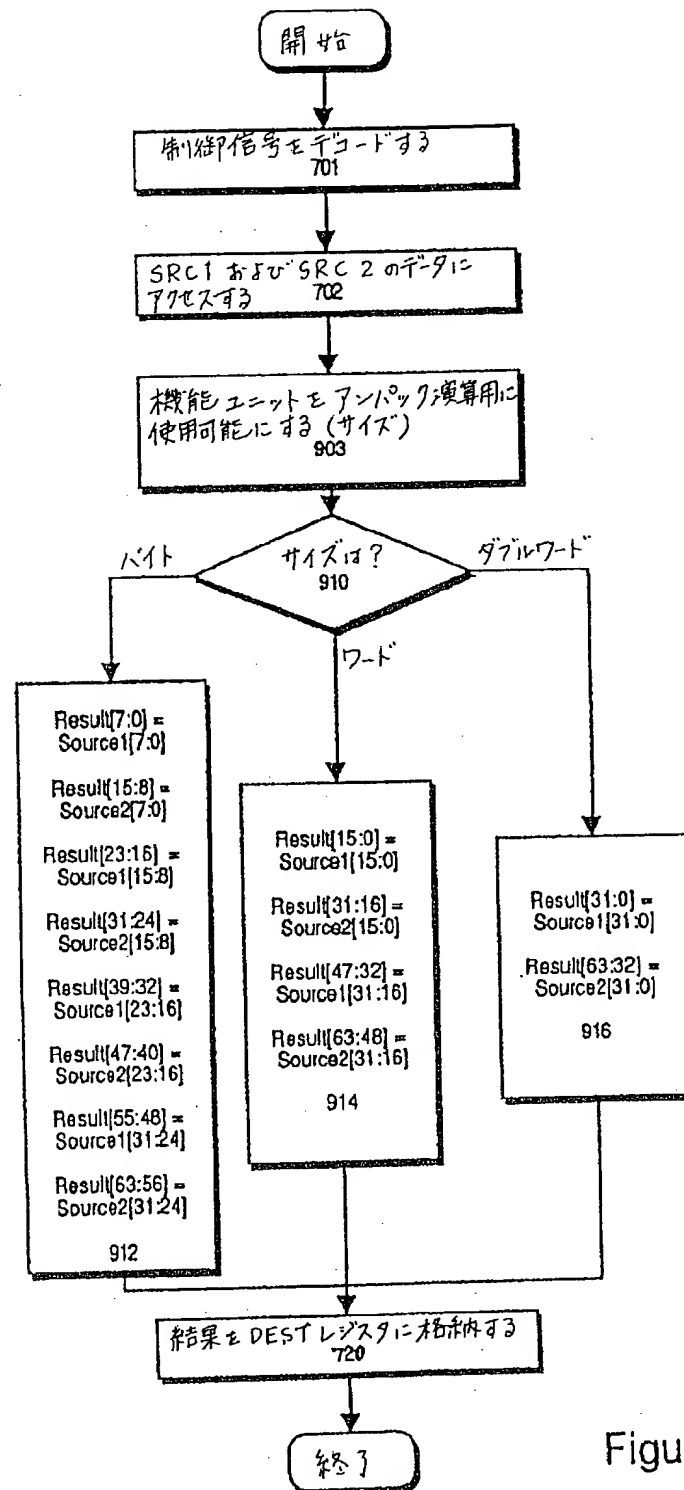 開始
制御信号をデコードする
701
SRC1 および SRC 2 のデータに
アクセスする
702
機能ユニットをアンパック演算用に
使用可能にする (サイズ)
903
サイズは?
910
バイト
ダブルワード
ワード
Result[7:0] =
Source1[7:0]
Result[15:8] =
Source2[7:0]
Result[23:16] =
Source1[15:8]
Result[31:24] =
Source2[15:8]
Result[39:32] =
Source1[23:16]
Result[47:40] =
Source2[23:16]
Result[55:48] =
Source1[31:24]
Result[63:56] =
Source2[31:24]
912
Result[15:0] =
Source1[15:0]
Result[31:16] =
Source2[15:0]
Result[47:32] =
Source1[31:16]
Result[63:48] =
Source2[31:16]
914
Result[31:0] =
Source1[31:0]
Result[63:32] =
Source2[31:0]
916
結果を DEST レジスタに格納する
720
終了
Figu